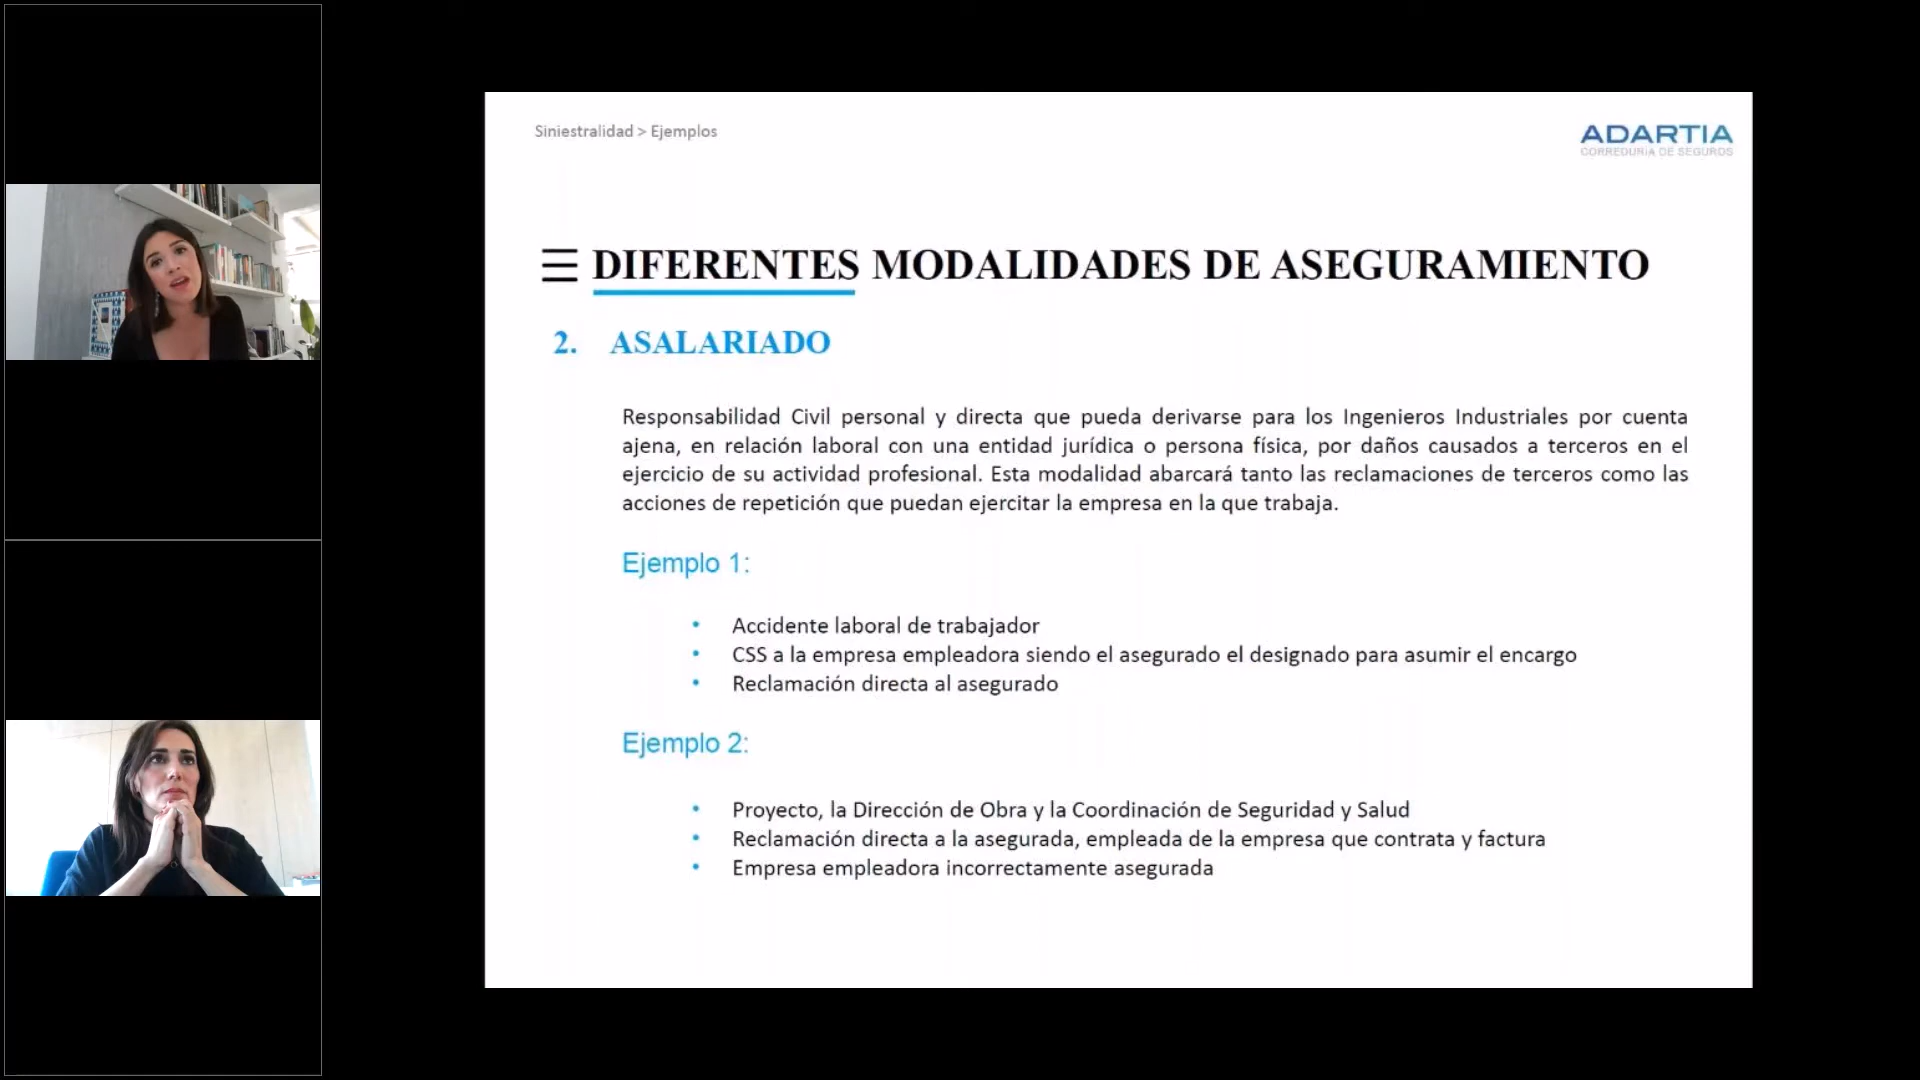 Siniestralidad > Ejemplos
ADARTIA
CORREDURIA DE SEGUROS
DIFERENTES MODALIDADES DE ASEGURAMIENTO
2. ASALARIADO
Responsabilidad Civil personal y directa que pueda derivarse para los Ingenieros Industriales por cuenta
ajena, en relación laboral con una entidad jurídica o persona física, por daños causados a terceros en el
ejercicio de su actividad profesional. Esta modalidad abarcará tanto las reclamaciones de terceros como las
acciones de repetición que puedan ejercitar la empresa en la que trabaja.
Ejemplo 1:
• Accidente laboral de trabajador
• CSS a la empresa empleadora siendo el asegurado el designado para asumir el encargo
• Reclamación directa al asegurado
Ejemplo 2:
• Proyecto, la Dirección de Obra y la Coordinación de Seguridad y Salud
• Reclamación directa a la asegurada, empleada de la empresa que contrata y factura
• Empresa empleadora incorrectamente asegurada